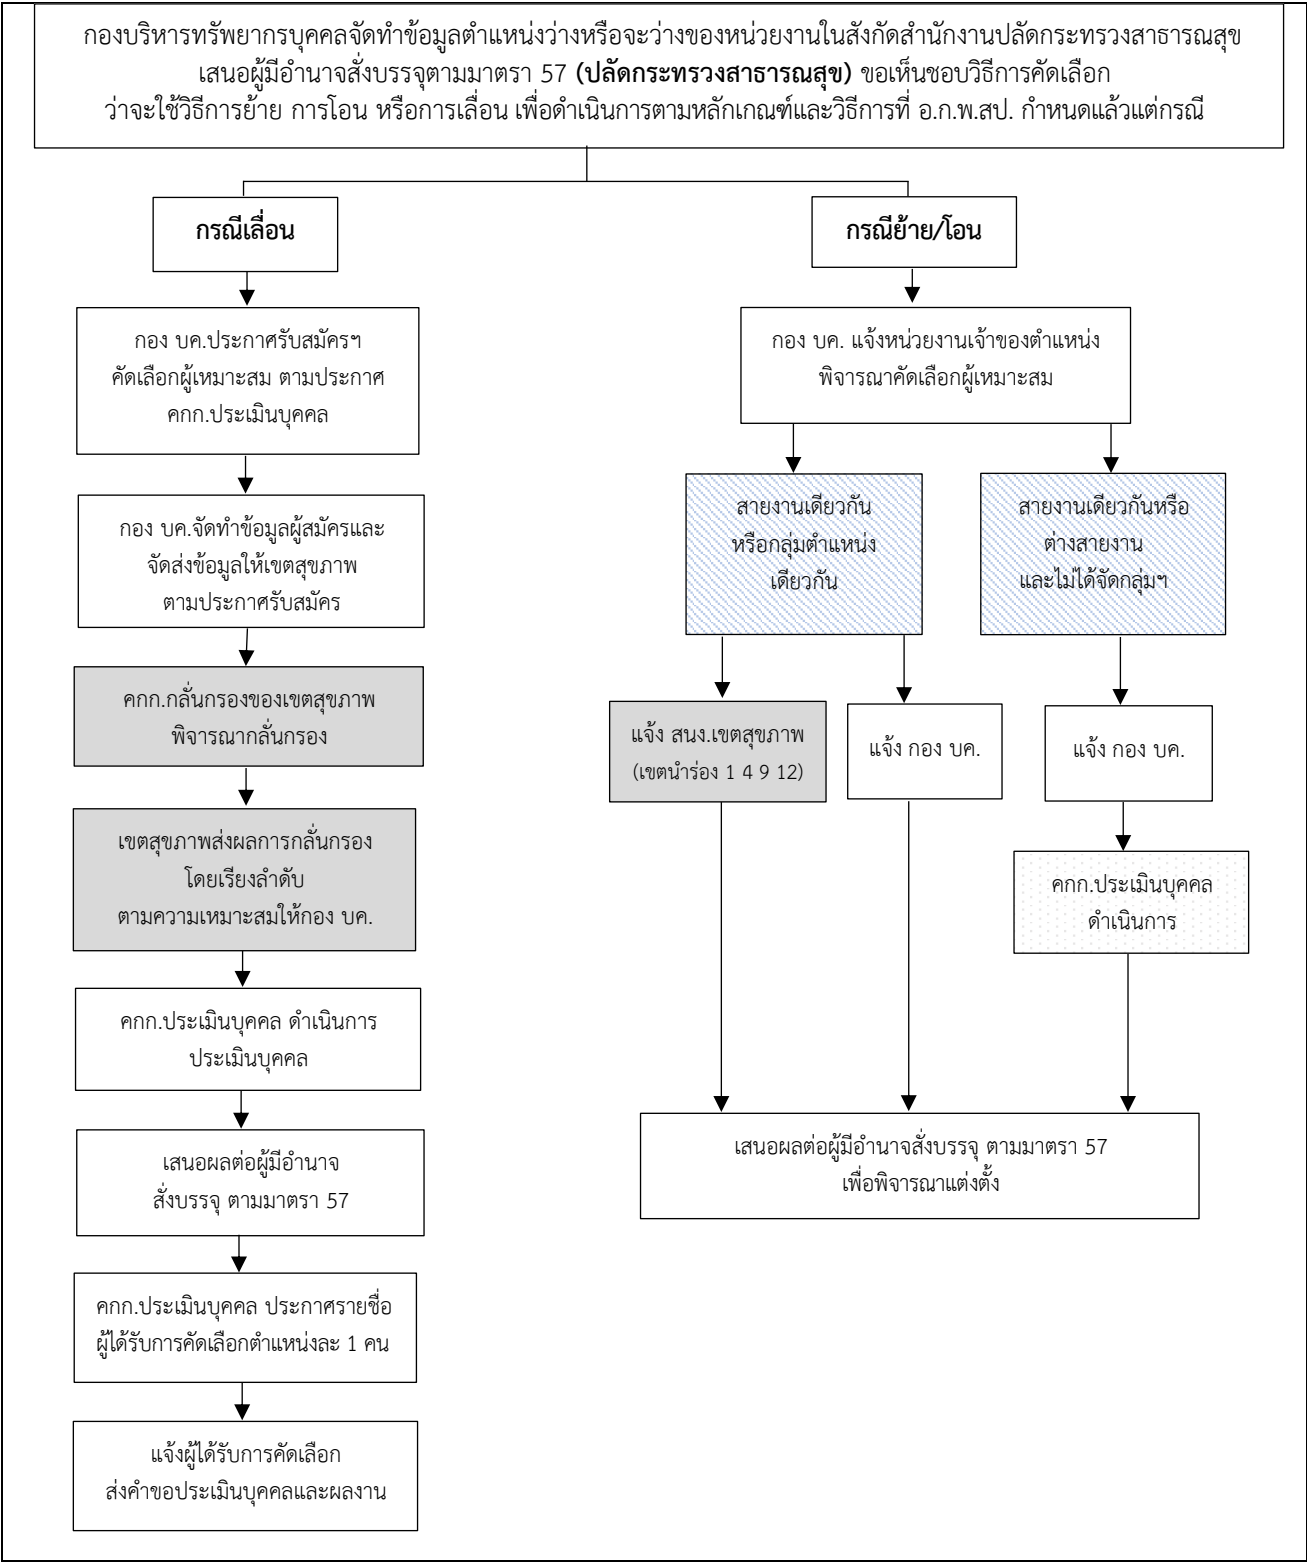 กองบริหารทรัพยากรบุคคลจัดทำข้อมูลตำแหน่งว่างหรือจะว่างของหน่วยงานในสังกัดสำนักงานปลัดกระทรวงสาธารณสุข
เสนอผู้มีอำนาจสั่งบรรจุตามมาตรา 57 (ปลัดกระทรวงสาธารณสุข) ขอเห็นชอบวิธีการคัดเลือก
ว่าจะใช้วิธีการย้าย การโอน หรือการเลื่อน เพื่อดำเนินการตามหลักเกณฑ์และวิธีการที่ อ.ก.พ.สป. กำหนดแล้วแต่กรณี
กรณีเลื่อน
กอง บค.ประกาศรับสมัครฯ
คัดเลือกผู้เหมาะสม ตามประกาศ
คกก.ประเมินบุคคล
กอง บค.จัดทำข้อมูลผู้สมัครและ
จัดส่งข้อมูลให้เขตสุขภาพ
ตามประกาศรับสมัคร
คกก.กลั่นกรองของเขตสุขภาพ
พิจารณากลั่นกรอง
เขตสุขภาพส่งผลการกลั่นกรอง
โดยเรียงลำดับ
ตามความเหมาะสมให้กอง บค.
คกก.ประเมินบุคคล ดำเนินการ
ประเมินบุคคล
เสนอผลต่อผู้มีอำนาจ
สั่งบรรจุ ตามมาตรา 57
คกก.ประเมินบุคคล ประกาศรายชื่อ
ผู้ได้รับการคัดเลือกตำแหน่งละ 1 คน
แจ้งผู้ได้รับการคัดเลือก
ส่งคำขอประเมินบุคคลและผลงาน
กรณีย้าย/โอน
กอง บค. แจ้งหน่วยงานเจ้าของตำแหน่ง
พิจารณาคัดเลือกผู้เหมาะสม
สายงานเดียวกัน
หรือกลุ่มตำแหน่ง
เดียวกัน
สายงานเดียวกันหรือ
ต่างสายงาน
และไม่ได้จัดกลุ่มฯ
แจ้ง สนง.เขตสุขภาพ
(เขตนำร่อง 1 4 9 12)
แจ้ง กอง บค.
แจ้ง กอง บค.
คกก.ประเมินบุคคล
ดำเนินการ
เสนอผลต่อผู้มีอำนาจสั่งบรรจุ ตามมาตรา 57
เพื่อพิจารณาแต่งตั้ง